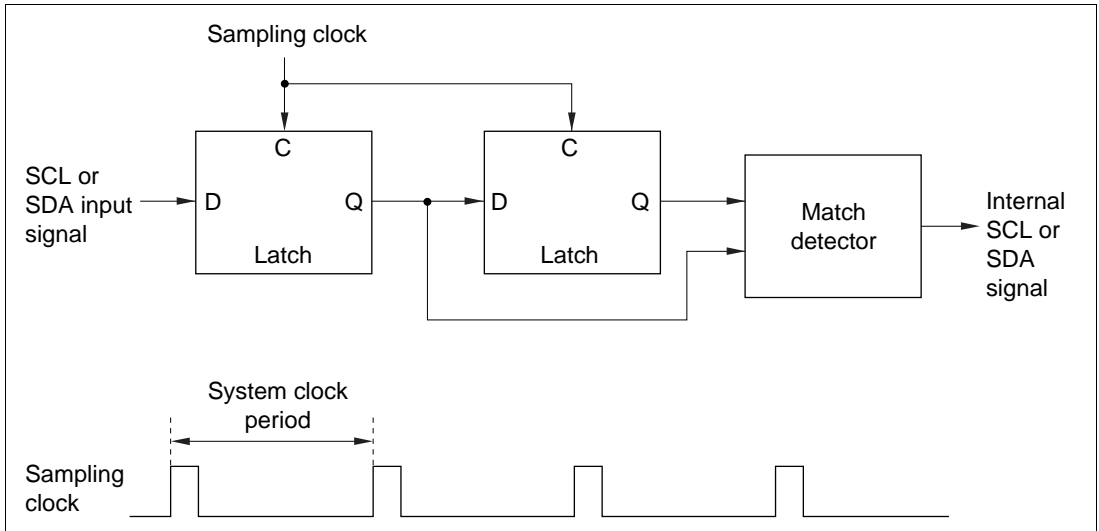 Sampling clock
C
C
SCL or
SDA input
signal
D
Q
Latch
D
Q
Latch
Match
detector
Internal
SCL or
SDA
signal
System clock
period
Sampling
clock